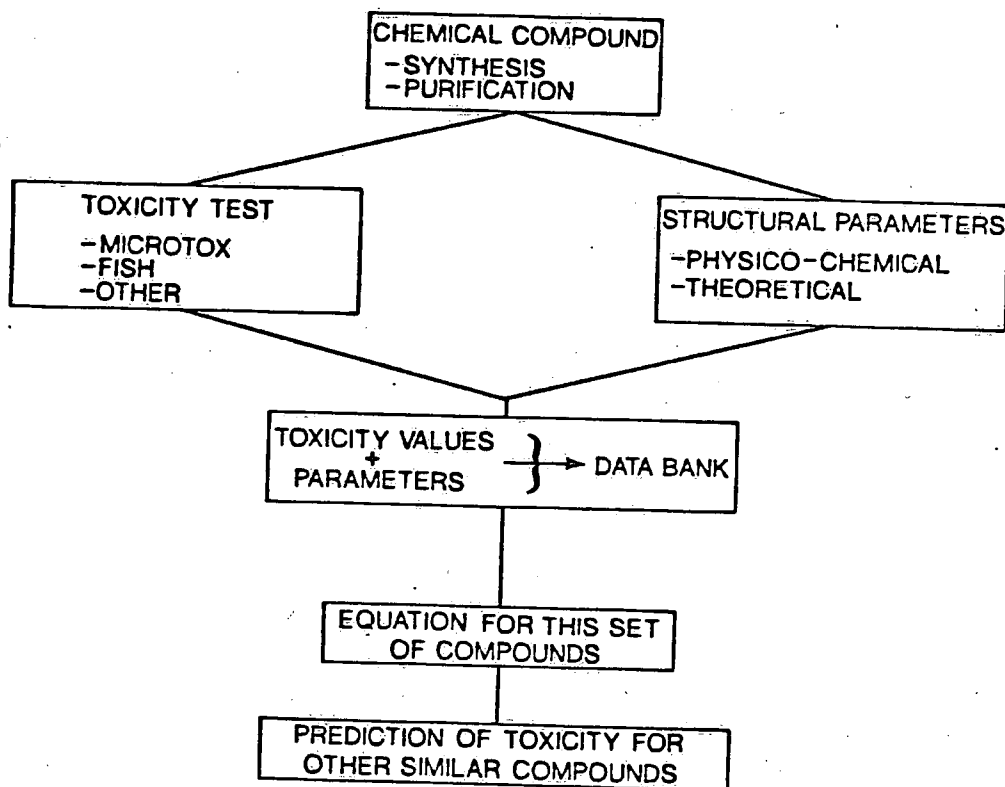 CHEMICAL COMPOUND
-SYNTHESIS
-PURIFICATION
TOXICITY TEST
-MICROTOX
-FISH
-OTHER
STRUCTURAL PARAMETERS
-PHYSICO-CHEMICAL
-THEORETICAL
TOXICITY VALUES
+
PARAMETERS
} → DATA BANK
EQUATION FOR THIS SET
OF COMPOUNDS
PREDICTION OF TOXICITY FOR
OTHER SIMILAR COMPOUNDS